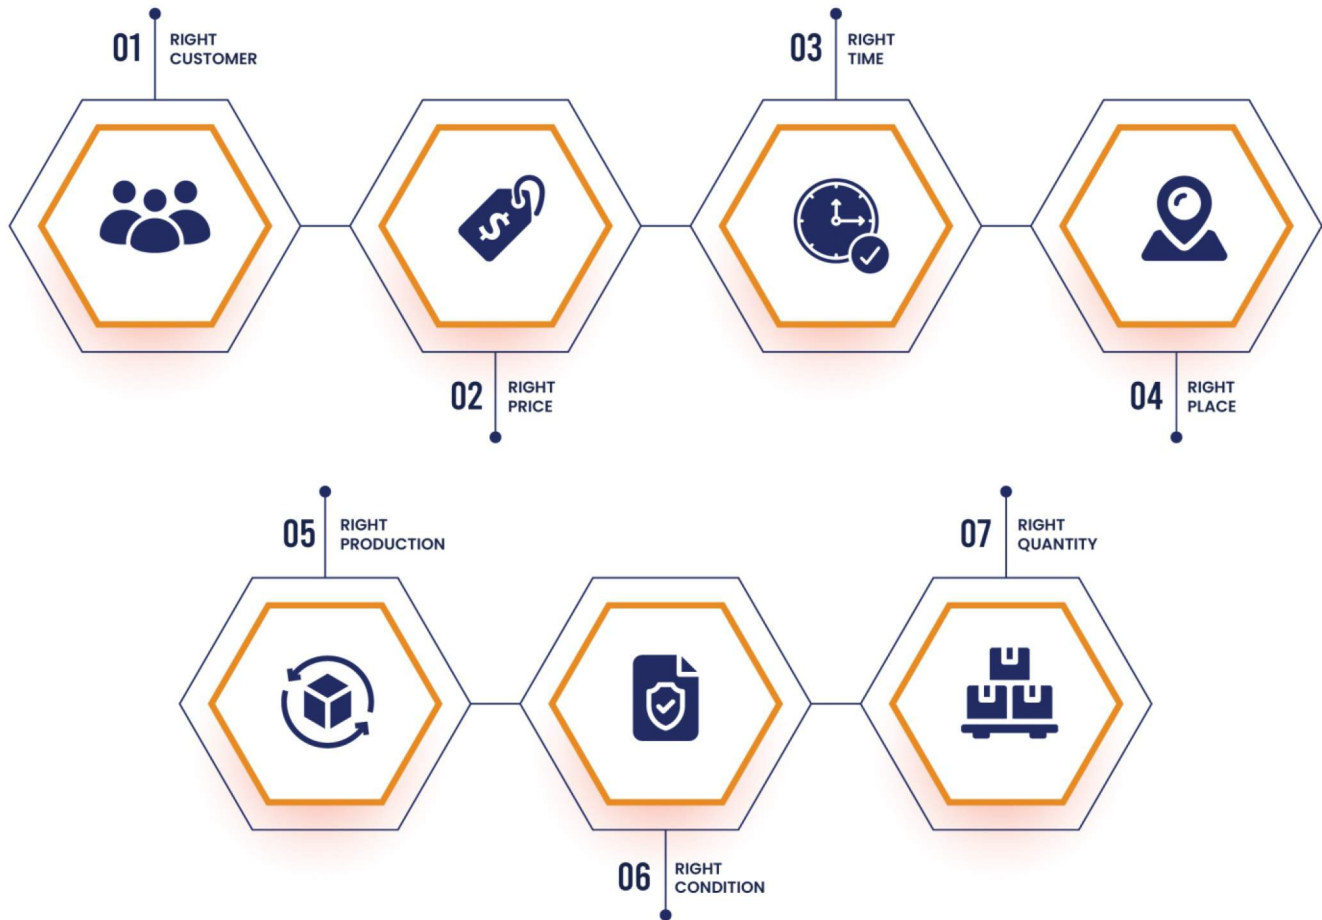 01
RIGHT
CUSTOMER
03
RIGHT
TIME
$
02
RIGHT
PRICE
04
RIGHT
PLACE
05
RIGHT
PRODUCTION
07
RIGHT
QUANTITY
06
RIGHT
CONDITION